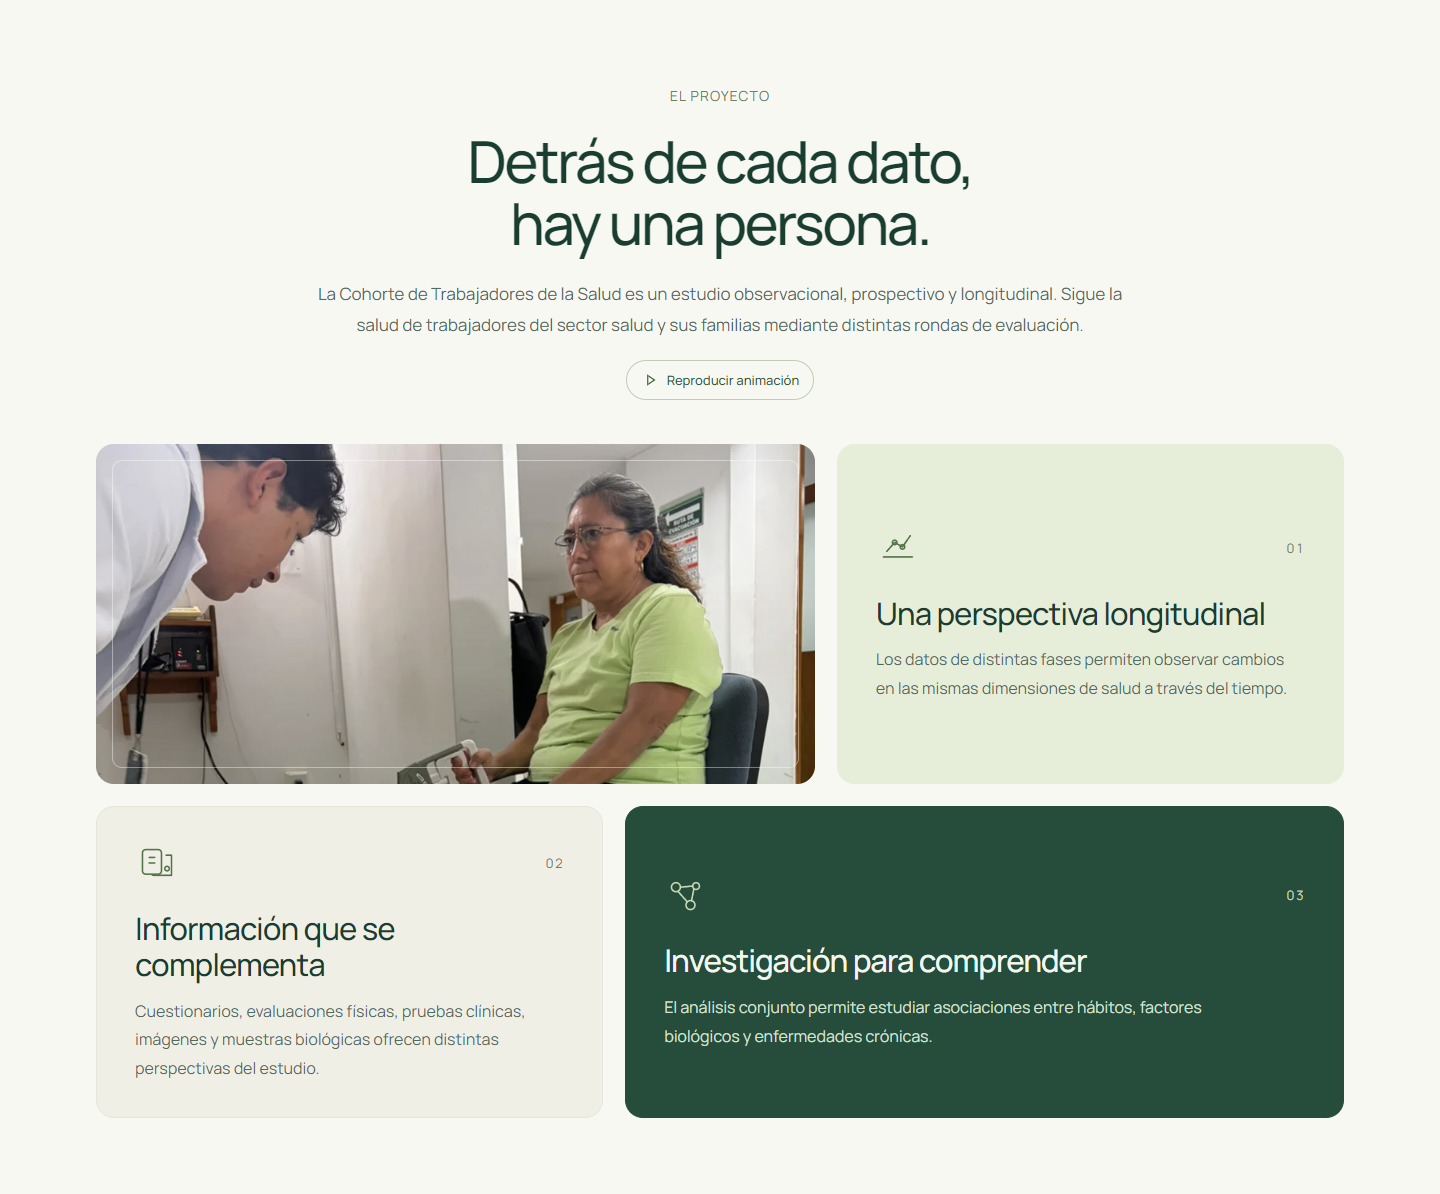 EL PROYECTO
Detrás de cada dato,
hay una persona.
La Cohorte de Trabajadores de la Salud es un estudio observacional, prospectivo y longitudinal. Sigue la
salud de trabajadores del sector salud y sus familias mediante distintas rondas de evaluación.
Reproducir animación
RUTA DE
EVACUACIÓN
01
Una perspectiva longitudinal
Los datos de distintas fases permiten observar cambios
en las mismas dimensiones de salud a través del tiempo.
02
Información que se
complementa
Cuestionarios, evaluaciones físicas, pruebas clínicas,
imágenes y muestras biológicas ofrecen distintas
perspectivas del estudio.
03
Investigación para comprender
El análisis conjunto permite estudiar asociaciones entre hábitos, factores
biológicos y enfermedades crónicas.